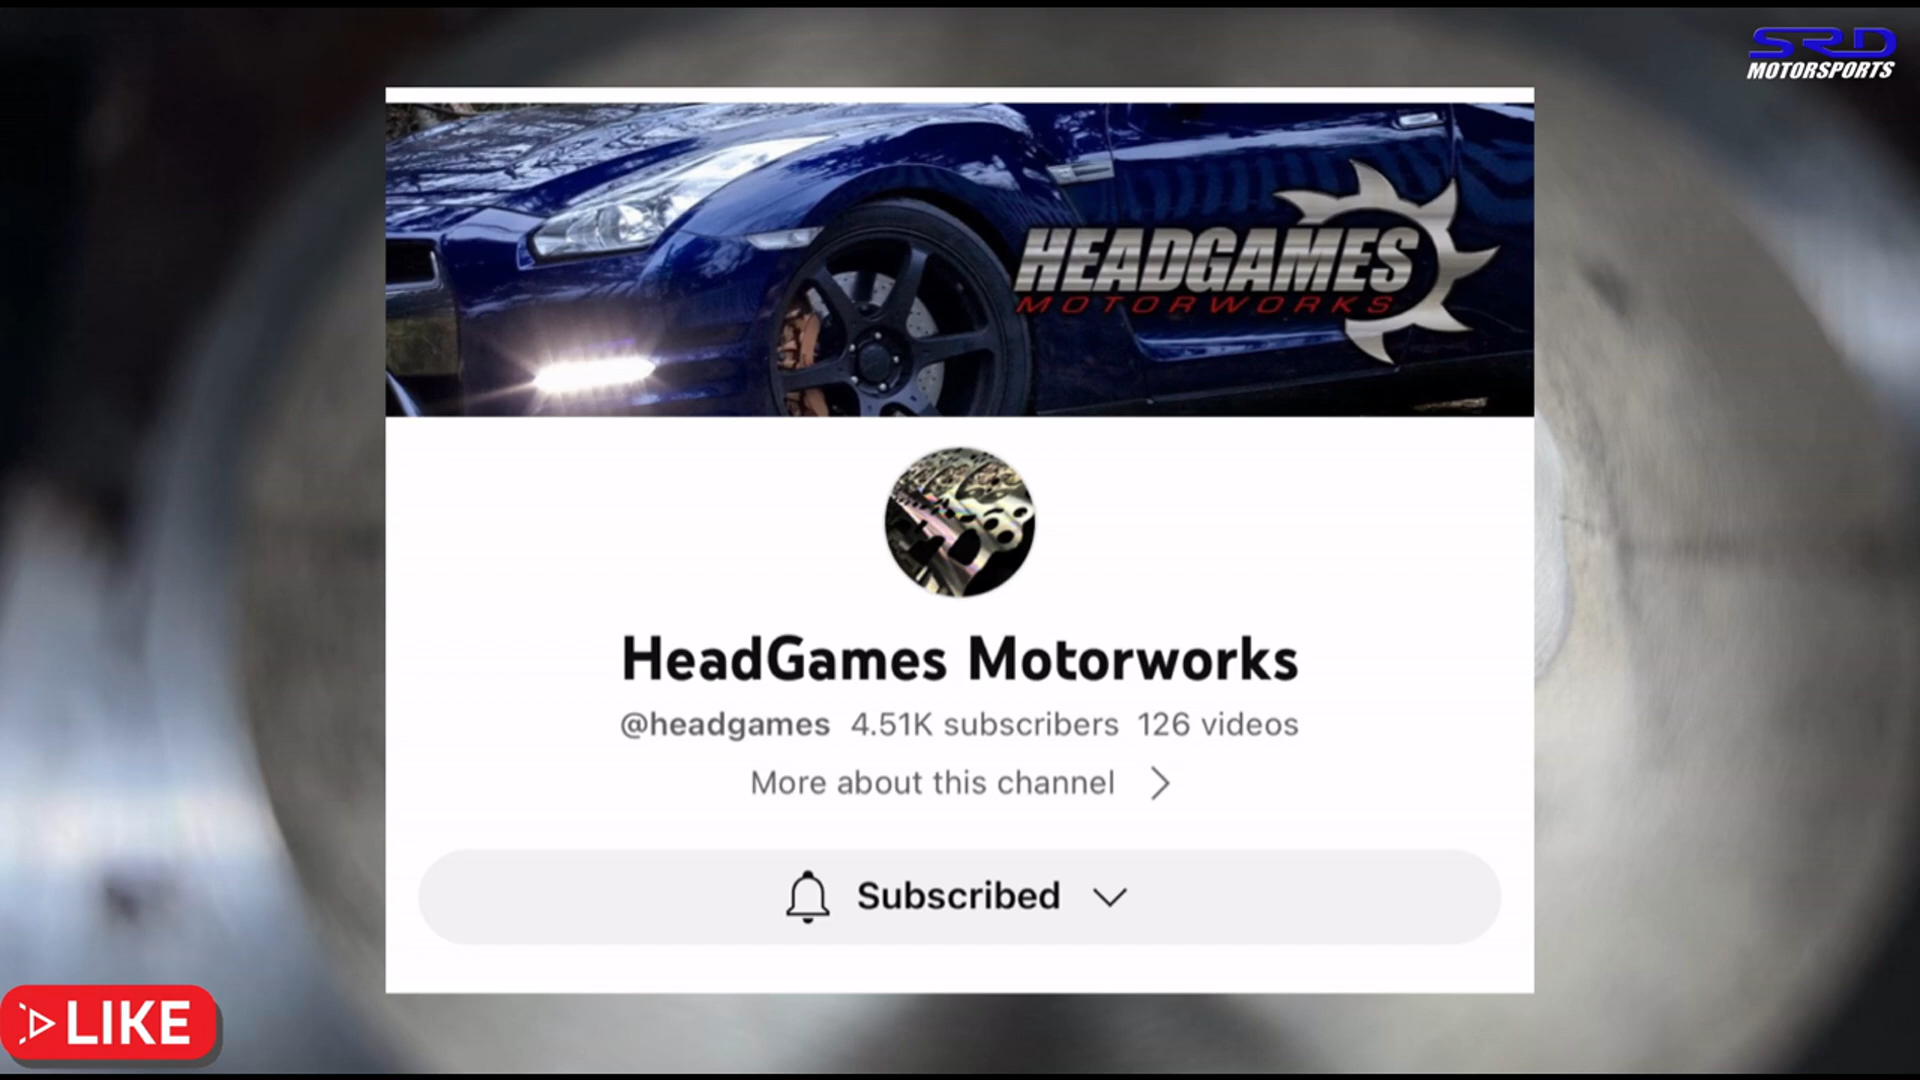 SRD
MOTORSPORTS
HEADGAMES
MOTORWORKS
HeadGames Motorworks
@headgames 4.51K subscribers 126 videos
More about this channel
Subscribed
LIKE